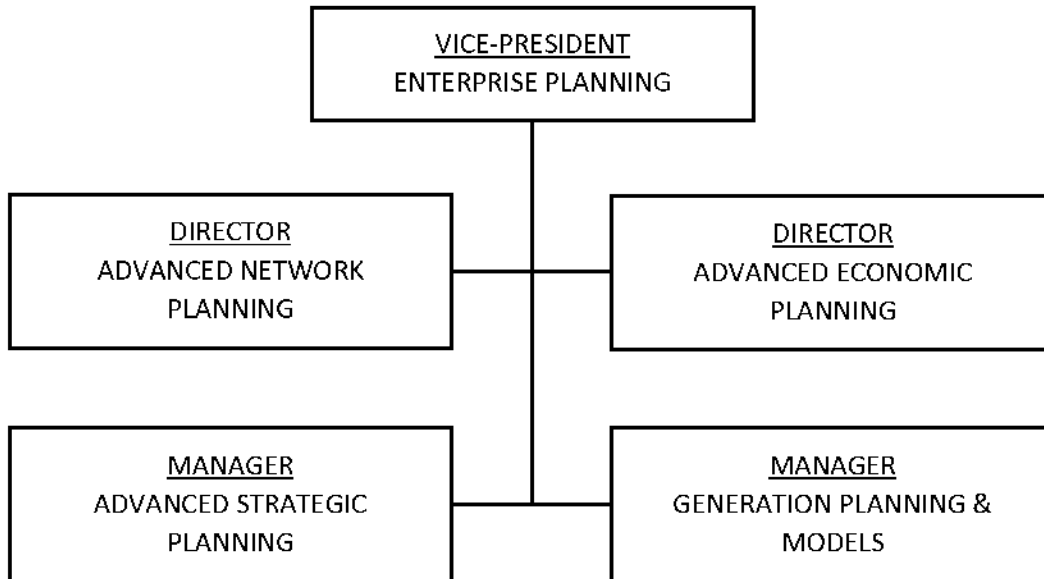 VICE-PRESIDENT
ENTERPRISE PLANNING
DIRECTOR
ADVANCED NETWORK
PLANNING
DIRECTOR
ADVANCED ECONOMIC
PLANNING
MANAGER
ADVANCED STRATEGIC
PLANNING
MANAGER
GENERATION PLANNING &
MODELS